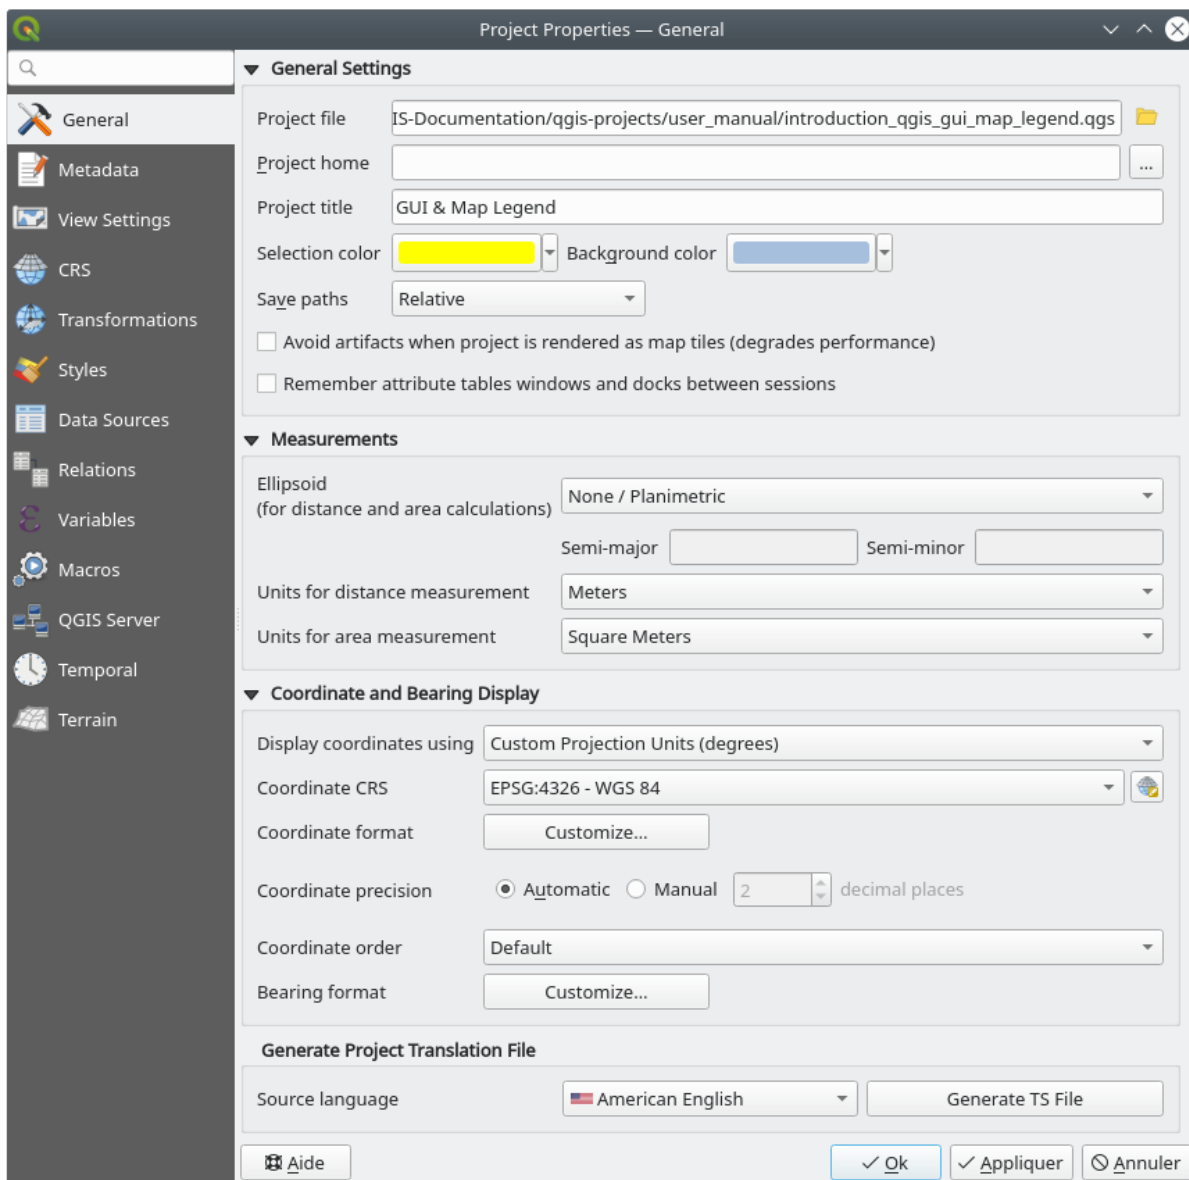 Project Properties — General
General Settings
General
Metadata
View Settings
CRS
Transformations
Styles
Data Sources
Relations
Variables
Macros
QGIS Server
Temporal
Terrain
Project file IS-Documentation/qgis-projects/user_manual/introduction_qgis_gui_map_legend.qgs
Project home ...
Project title GUI & Map Legend
Selection color Background color
Save paths Relative
Avoid artifacts when project is rendered as map tiles (degrades performance)
Remember attribute tables windows and docks between sessions
Measurements
Ellipsoid
(for distance and area calculations) None / Planimetric
Semi-major Semi-minor
Units for distance measurement Meters
Units for area measurement Square Meters
Coordinate and Bearing Display
Display coordinates using Custom Projection Units (degrees)
Coordinate CRS EPSG:4326 - WGS 84
Coordinate format Customize...
Coordinate precision Automatic Manual 2 decimal places
Coordinate order Default
Bearing format Customize...
Generate Project Translation File
Source language American English Generate TS File
Aide Ok Appliquer Annuler